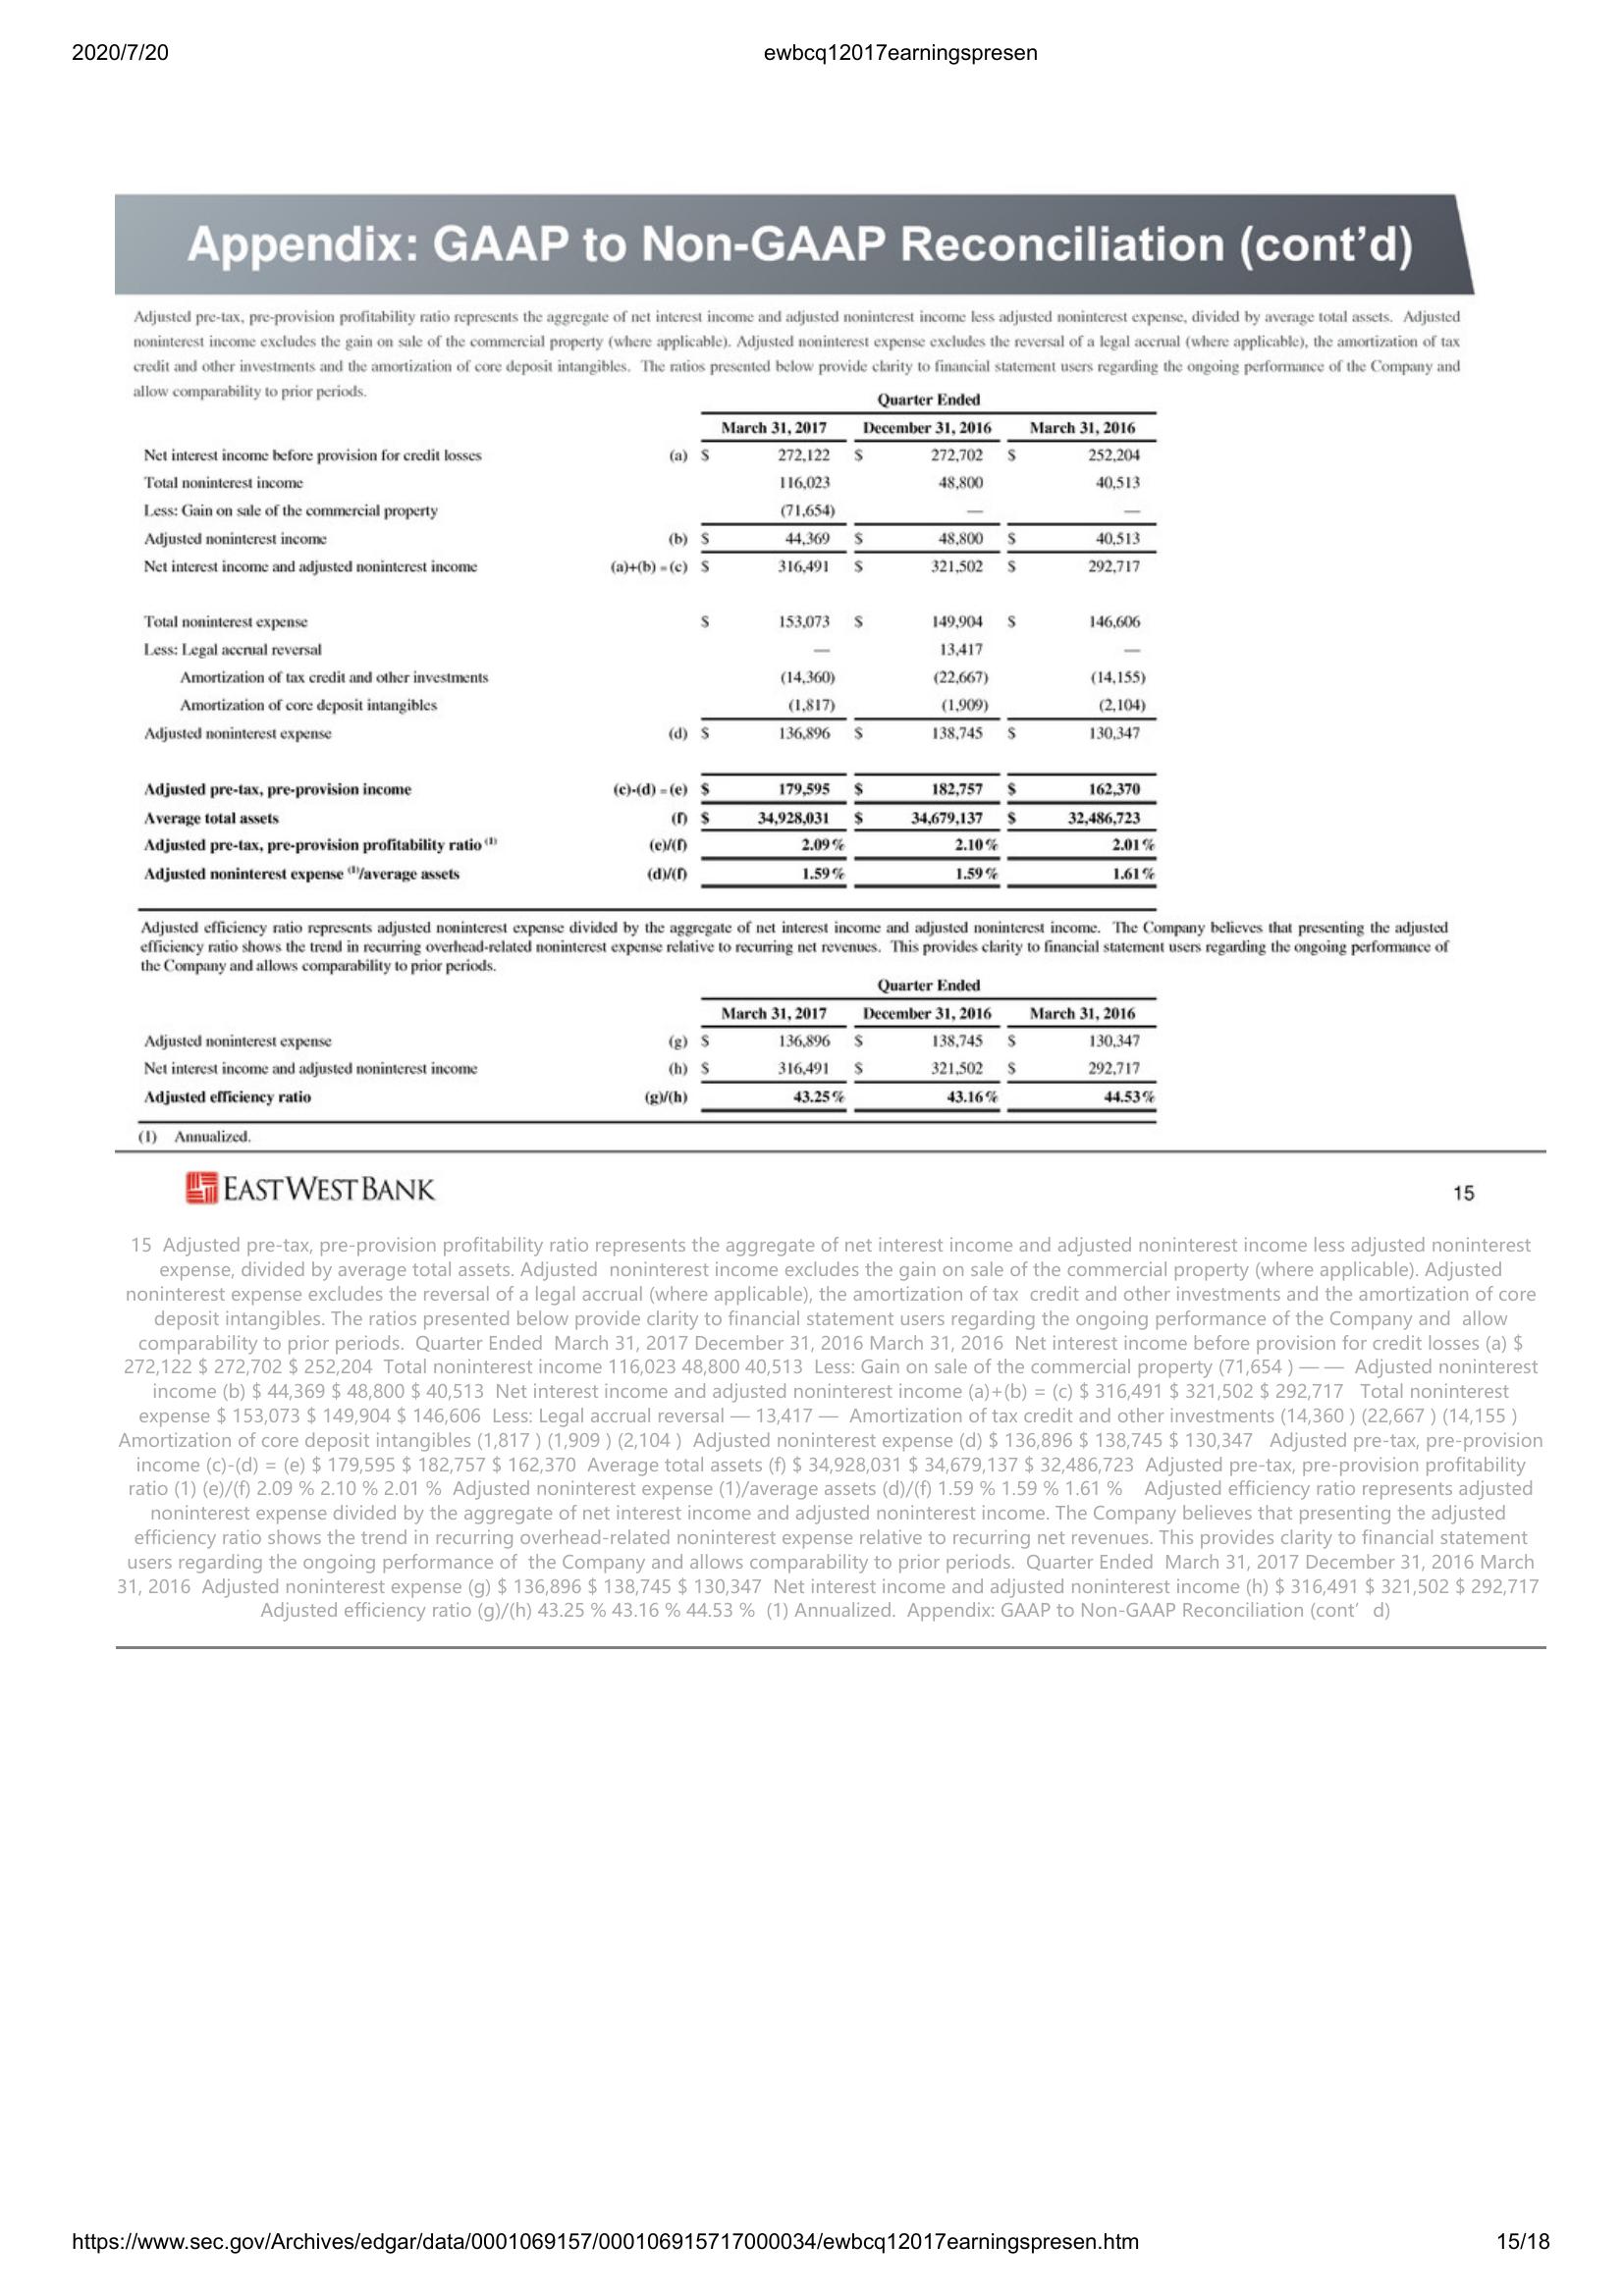 2020/7/20 ewbcq12017earningspresen
Appendix: GAAP to Non-GAAP Reconciliation (cont’d)
Adjusted pre-tax, pre-provision profitability ratio represents the aggregate of net interest income and adjusted noninterest income less adjusted noninterest expense, divided by average total assets. Adjusted
noninterest income excludes the gain on sale of the commercial property (where applicable). Adjusted noninterest expense excludes the reversal of a legal accrual (where applicable), the amortization of tax
credit and other investments and the amortization of core deposit intangibles. The ratios presented below provide clarity to financial statement users regarding the ongoing performance of the Company and
allow comparability to prior periods.
Quarter Ended
March 31, 2017 December 31, 2016 March 31, 2016
Net interest income before provision for credit losses (a) $ 272,122 $ 272,702 $ 252,204
Total noninterest income 116,023 48,800 40,513
Less: Gain on sale of the commercial property (71,654) — —
Adjusted noninterest income (b) $ 44,369 $ 48,800 $ 40,513
Net interest income and adjusted noninterest income (a)+(b) = (c) $ 316,491 $ 321,502 $ 292,717
Total noninterest expense $ 153,073 $ 149,904 $ 146,606
Less: Legal accrual reversal — 13,417 —
Amortization of tax credit and other investments (14,360) (22,667) (14,155)
Amortization of core deposit intangibles (1,817) (1,909) (2,104)
Adjusted noninterest expense (d) $ 136,896 $ 138,745 $ 130,347
Adjusted pre-tax, pre-provision income (c)-(d) = (e) $ 179,595 $ 182,757 $ 162,370
Average total assets (f) $ 34,928,031 $ 34,679,137 $ 32,486,723
Adjusted pre-tax, pre-provision profitability ratio (1) (e)/(f) 2.09% 2.10% 2.01%
Adjusted noninterest expense (1)/average assets (d)/(f) 1.59% 1.59% 1.61%
Adjusted efficiency ratio represents adjusted noninterest expense divided by the aggregate of net interest income and adjusted noninterest income. The Company believes that presenting the adjusted
efficiency ratio shows the trend in recurring overhead-related noninterest expense relative to recurring net revenues. This provides clarity to financial statement users regarding the ongoing performance of
the Company and allows comparability to prior periods.
Quarter Ended
March 31, 2017 December 31, 2016 March 31, 2016
Adjusted noninterest expense (g) $ 136,896 $ 138,745 $ 130,347
Net interest income and adjusted noninterest income (h) $ 316,491 $ 321,502 $ 292,717
Adjusted efficiency ratio (g)/(h) 43.25% 43.16% 44.53%
(1) Annualized.
EAST WEST BANK 15
15 Adjusted pre-tax, pre-provision profitability ratio represents the aggregate of net interest income and adjusted noninterest income less adjusted noninterest
expense, divided by average total assets. Adjusted noninterest income excludes the gain on sale of the commercial property (where applicable). Adjusted
noninterest expense excludes the reversal of a legal accrual (where applicable), the amortization of tax credit and other investments and the amortization of core
deposit intangibles. The ratios presented below provide clarity to financial statement users regarding the ongoing performance of the Company and allow
comparability to prior periods. Quarter Ended March 31, 2017 December 31, 2016 March 31, 2016 Net interest income before provision for credit losses (a) $
272,122 $ 272,702 $ 252,204 Total noninterest income 116,023 48,800 40,513 Less: Gain on sale of the commercial property (71,654 ) — — Adjusted noninterest
income (b) $ 44,369 $ 48,800 $ 40,513 Net interest income and adjusted noninterest income (a)+(b) = (c) $ 316,491 $ 321,502 $ 292,717 Total noninterest
expense $ 153,073 $ 149,904 $ 146,606 Less: Legal accrual reversal — 13,417 — Amortization of tax credit and other investments (14,360 ) (22,667 ) (14,155 )
Amortization of core deposit intangibles (1,817 ) (1,909 ) (2,104 ) Adjusted noninterest expense (d) $ 136,896 $ 138,745 $ 130,347 Adjusted pre-tax, pre-provision
income (c)-(d) = (e) $ 179,595 $ 182,757 $ 162,370 Average total assets (f) $ 34,928,031 $ 34,679,137 $ 32,486,723 Adjusted pre-tax, pre-provision profitability
ratio (1) (e)/(f) 2.09 % 2.10 % 2.01 % Adjusted noninterest expense (1)/average assets (d)/(f) 1.59 % 1.59 % 1.61 % Adjusted efficiency ratio represents adjusted
noninterest expense divided by the aggregate of net interest income and adjusted noninterest income. The Company believes that presenting the adjusted
efficiency ratio shows the trend in recurring overhead-related noninterest expense relative to recurring net revenues. This provides clarity to financial statement
users regarding the ongoing performance of the Company and allows comparability to prior periods. Quarter Ended March 31, 2017 December 31, 2016 March
31, 2016 Adjusted noninterest expense (g) $ 136,896 $ 138,745 $ 130,347 Net interest income and adjusted noninterest income (h) $ 316,491 $ 321,502 $ 292,717
Adjusted efficiency ratio (g)/(h) 43.25 % 43.16 % 44.53 % (1) Annualized. Appendix: GAAP to Non-GAAP Reconciliation (cont’ d)
https://www.sec.gov/Archives/edgar/data/0001069157/000106915717000034/ewbcq12017earningspresen.htm 15/18